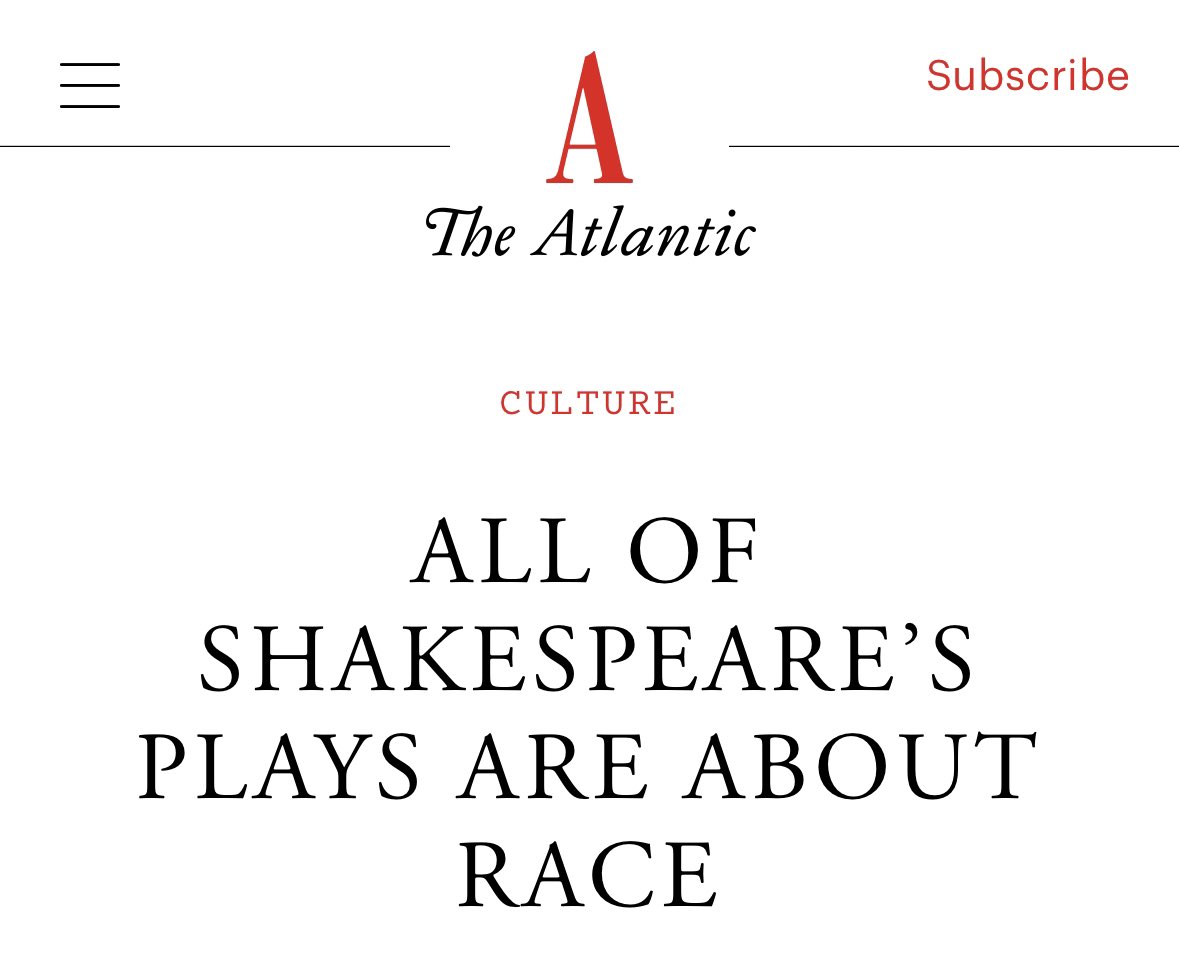 Subscribe
A
The Atlantic
CULTURE
ALL OF
SHAKESPEARE’S
PLAYS ARE ABOUT
RACE